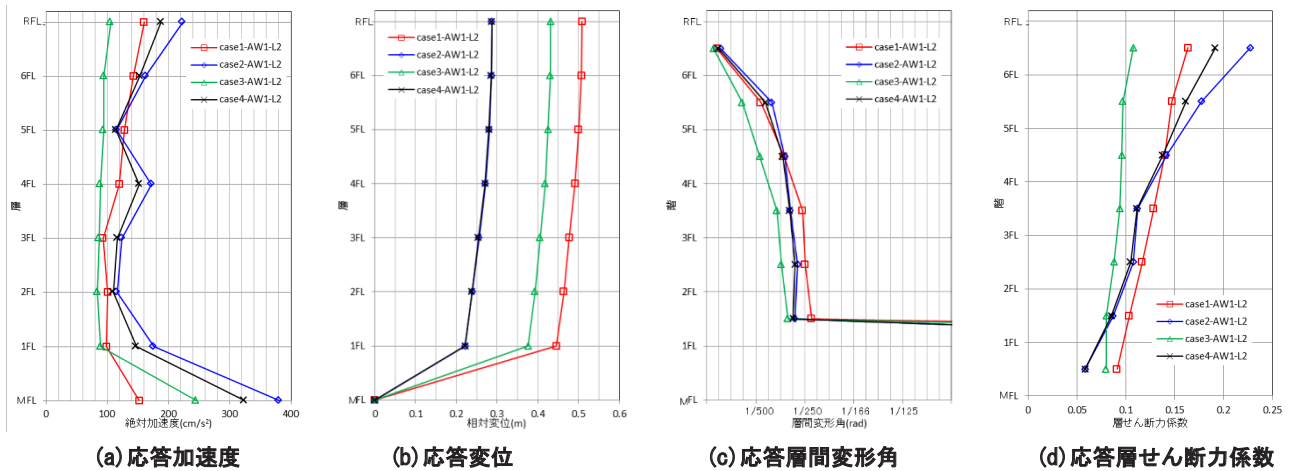 RFL
6FL
5FL
4FL
3FL
2FL
1FL
MFL
層
0
100
200
300
400
絶対加速度(cm/s²)
case1-AW1-L2
case2-AW1-L2
case3-AW1-L2
case4-AW1-L2
(a)応答加速度
RFL
6FL
5FL
4FL
3FL
2FL
1FL
MFL
層
0
0.1
0.2
0.3
0.4
0.5
0.6
相対変位(m)
case1-AW1-L2
case2-AW1-L2
case3-AW1-L2
case4-AW1-L2
(b)応答変位
RFL
6FL
5FL
4FL
3FL
2FL
1FL
MFL
階
1/500
1/250
1/166
1/125
層間変形角(rad)
case1-AW1-L2
case2-AW1-L2
case3-AW1-L2
case4-AW1-L2
(c)応答層間変形角
RFL
6FL
5FL
4FL
3FL
2FL
1FL
MFL
階
0
0.05
0.1
0.15
0.2
0.25
層せん断力係数
case1-AW1-L2
case2-AW1-L2
case3-AW1-L2
case4-AW1-L2
(d)応答層せん断力係数